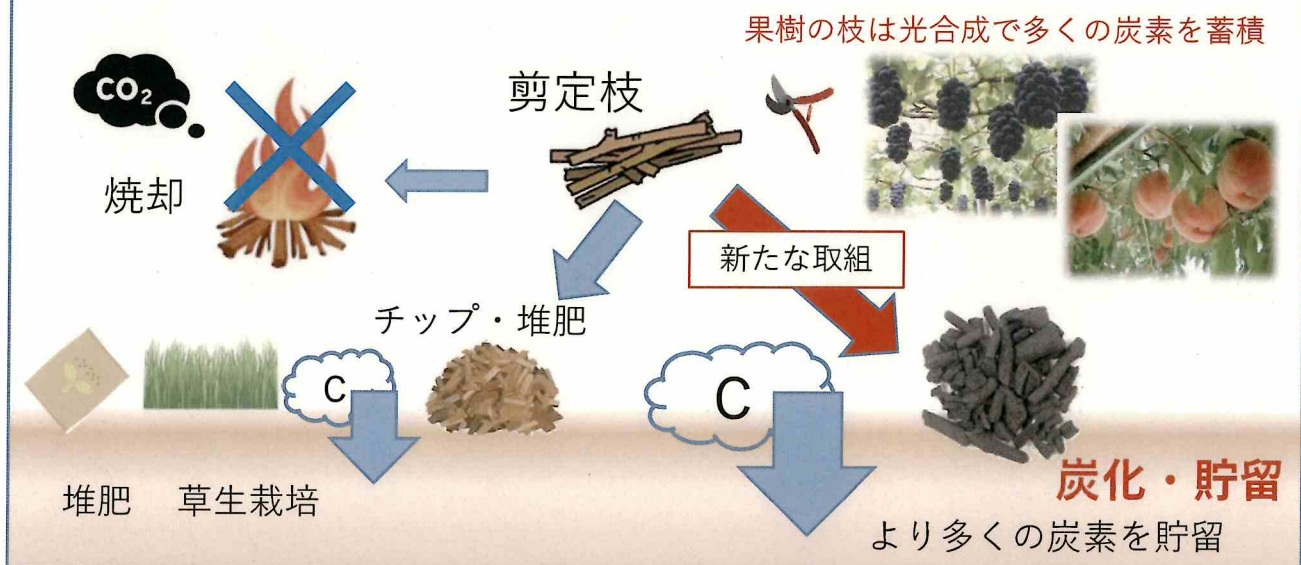 果樹の枝は光合成で多くの炭素を蓄積
CO₂
剪定枝
焼却
新たな取組
チップ・堆肥
C
C
炭化・貯留
堆肥
草生栽培
より多くの炭素を貯留